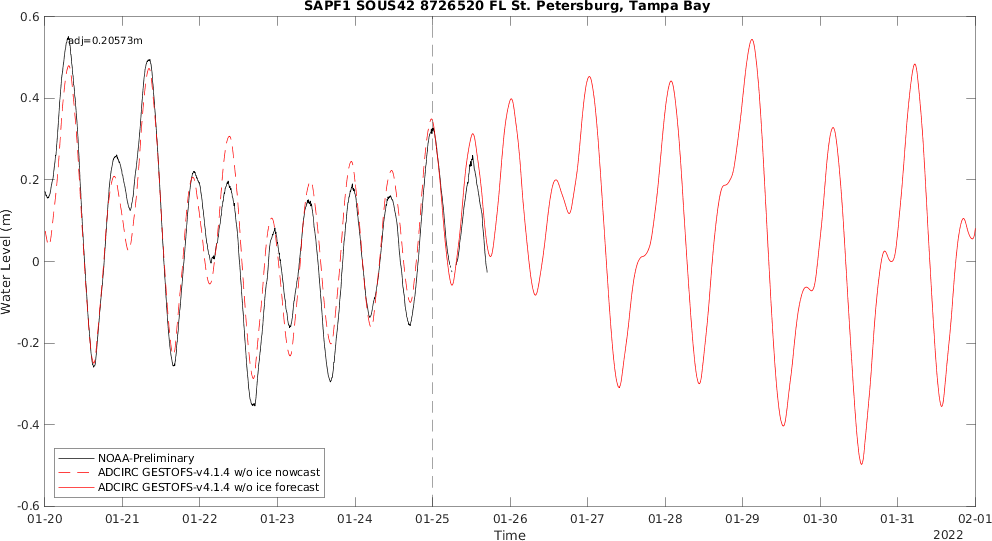 SAPF1 SOUS42 8726520 FL St. Petersburg, Tampa Bay
adj=0.20573m
0.6
0.4
0.2
0
-0.2
-0.4
-0.6
Water Level (m)
NOAA-Preliminary
ADCIRC GESTOFS-v4.1.4 w/o ice nowcast
ADCIRC GESTOFS-v4.1.4 w/o ice forecast
01-20 01-21 01-22 01-23 01-24 01-25 01-26 01-27 01-28 01-29 01-30 01-31 02-01
Time
2022